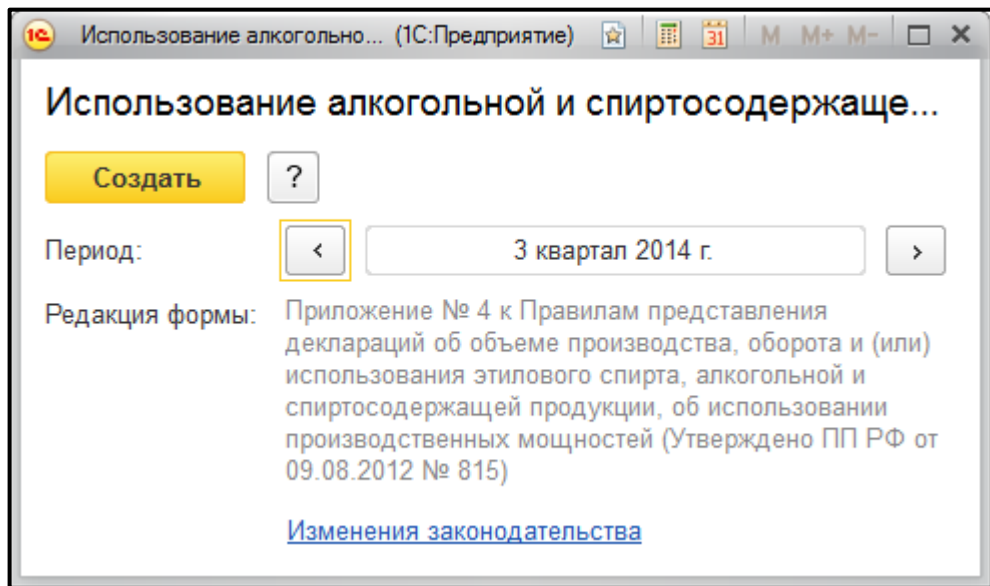 1С Использование алкогольно... (1С:Предприятие) 31 M M+ M-
Использование алкогольной и спиртосодержаще...
Создать ?
Период: < 3 квартал 2014 г. >
Редакция формы: Приложение № 4 к Правилам представления
деклараций об объеме производства, оборота и (или)
использования этилового спирта, алкогольной и
спиртосодержащей продукции, об использовании
производственных мощностей (Утверждено ПП РФ от
09.08.2012 № 815)
Изменения законодательства